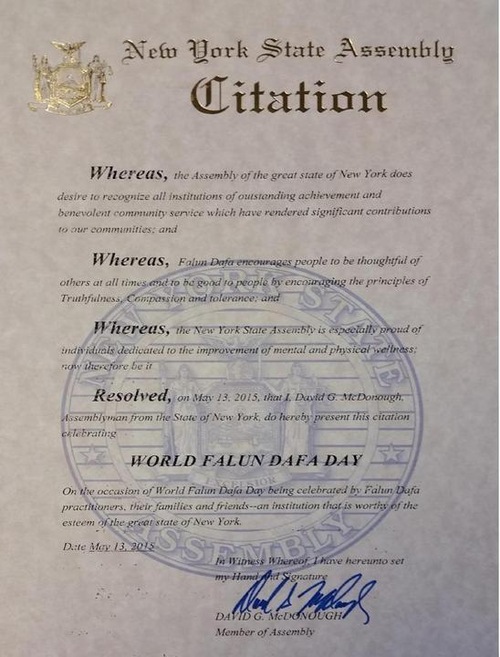 New York State Assembly
Citation
Whereas, the Assembly of the great state of New York does
desire to recognize all institutions of outstanding achievement and
benevolent community service which have rendered significant contributions
to our communities; and
Whereas, Falun Dafa encourages people to be thoughtful of
others at all times and to be good to people by encouraging the principles of
Truthfulness, Compassion and tolerance; and
Whereas, the New York State Assembly is especially proud of
individuals dedicated to the improvement of mental and physical wellness;
now therefore be it
Resolved, on May 13, 2015, that I, David G. McDonough,
Assemblyman from the State of New York, do hereby present this citation
celebrating
WORLD FALUN DAFA DAY
On the occasion of World Falun Dafa Day being celebrated by Falun Dafa
practitioners, their families and friends--an institution that is worthy of the
esteem of the great state of New York.
Date May 13, 2015
In Witness Whereof, I have hereunto set
my Hand and Signature
DAVID G. McDONOUGH
Member of Assembly
NEW YORK STATE
ASSEMBLY
EXCELSIOR